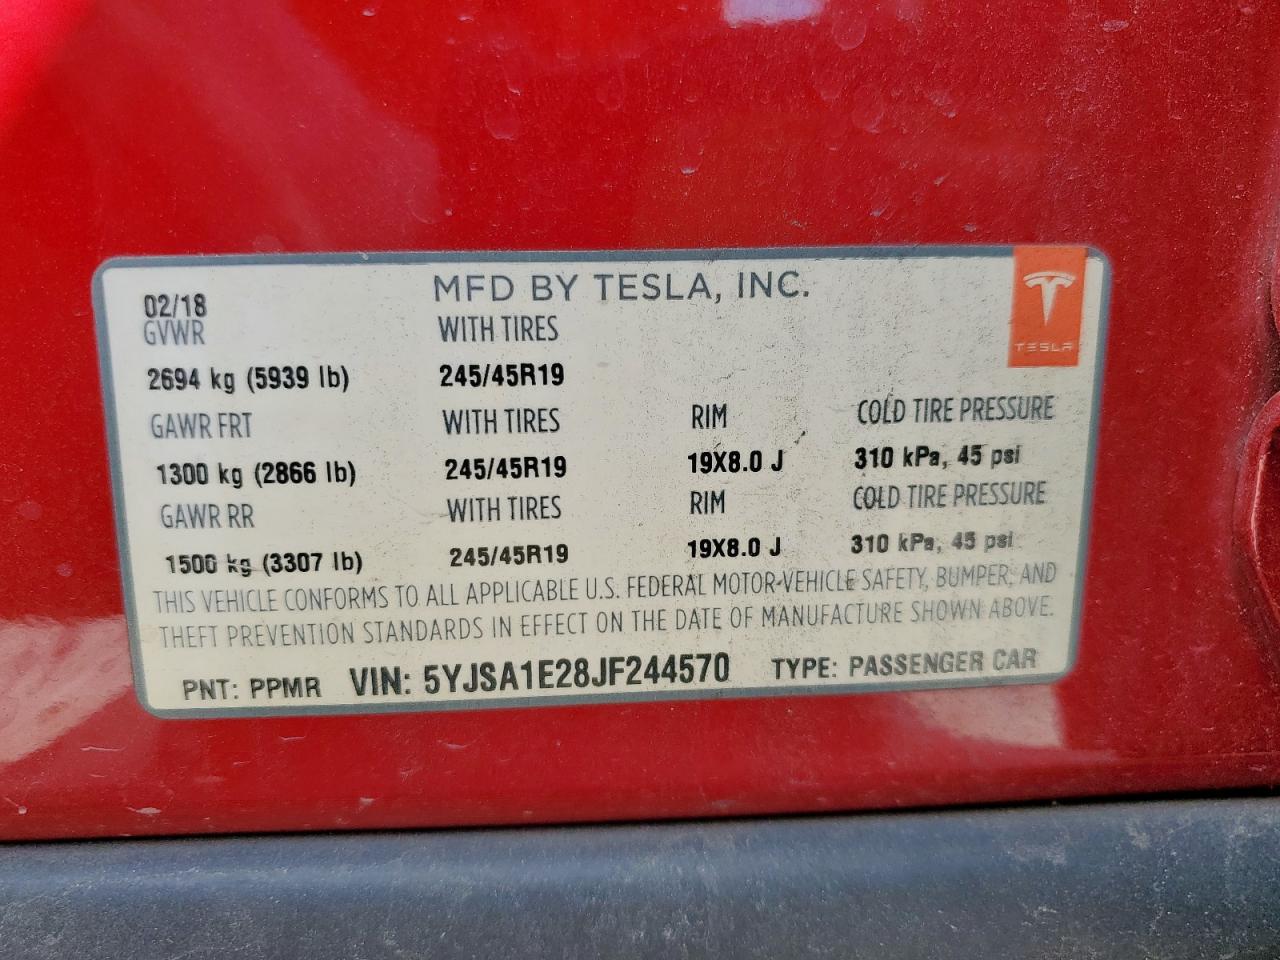 MFD BY TESLA, INC.
02/18
GVWR WITH TIRES
TESLA
2694 kg (5939 lb) 245/45R19
GAWR FRT WITH TIRES RIM COLD TIRE PRESSURE
1300 kg (2866 lb) 245/45R19 19X8.0 J 310 kPa, 45 psi
GAWR RR WITH TIRES RIM COLD TIRE PRESSURE
1500 kg (3307 lb) 245/45R19 19X8.0 J 310 kPa, 45 psi
THIS VEHICLE CONFORMS TO ALL APPLICABLE U.S. FEDERAL MOTOR-VEHICLE SAFETY, BUMPER, AND
THEFT PREVENTION STANDARDS IN EFFECT ON THE DATE OF MANUFACTURE SHOWN ABOVE.
PNT: PPMR VIN: 5YJSA1E28JF244570 TYPE: PASSENGER CAR